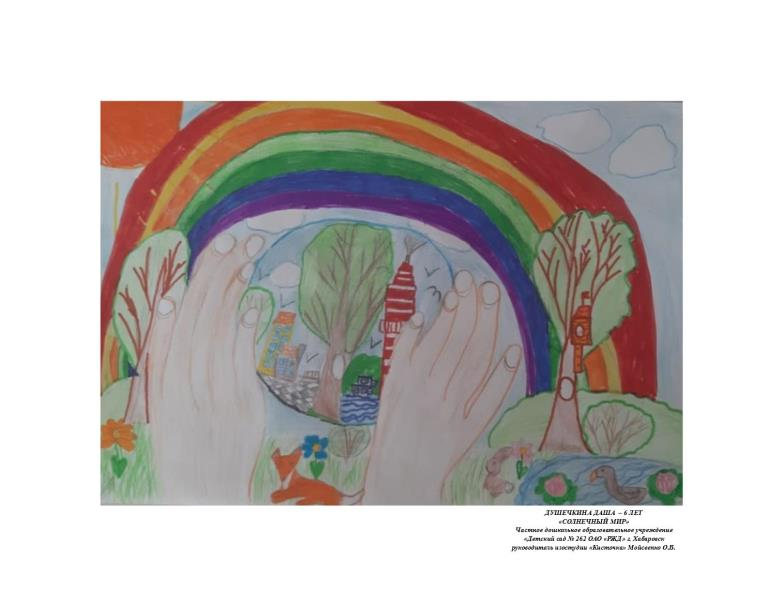 ДУШЕЧКИНА ДАША – 6 ЛЕТ
«СОЛНЕЧНЫЙ МИР»
Частное дошкольное образовательное учреждение
«Детский сад № 262 ОАО «РЖД» г. Хабаровск
руководитель изостудии «Кисточка» Мойсеенко О.В.